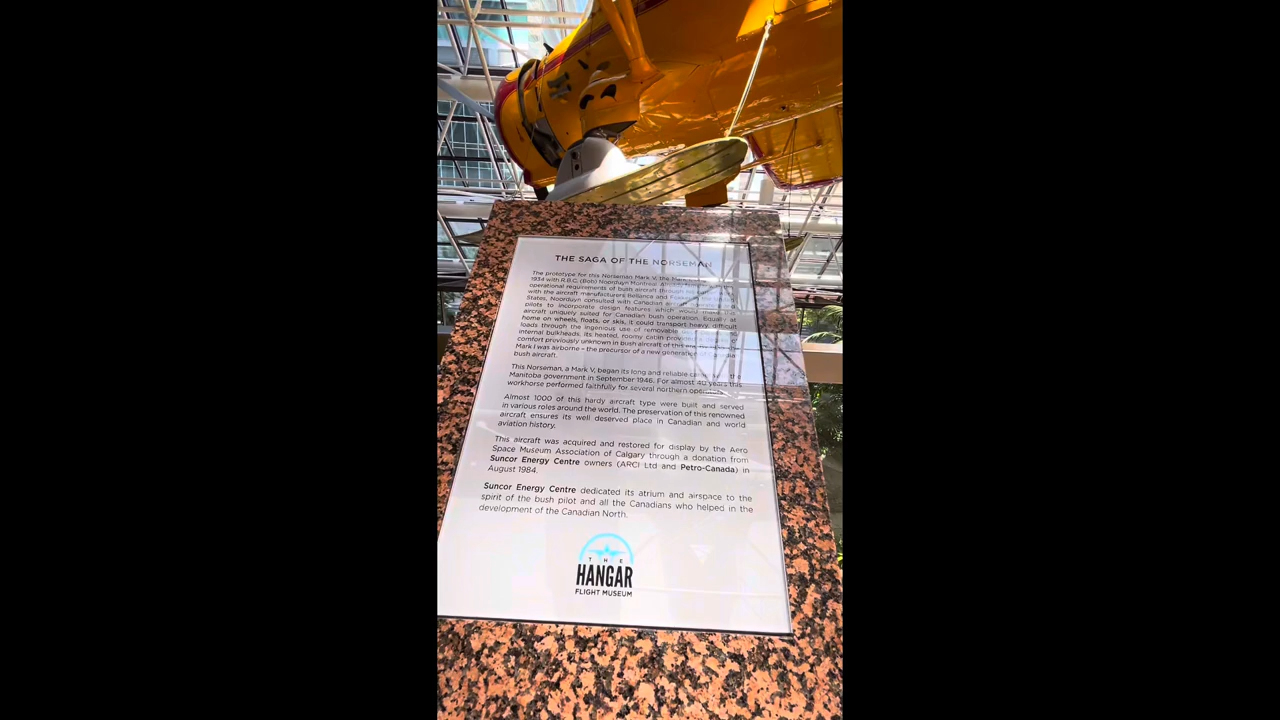 THE SAGA OF THE NORSEMAN
The prototype for this Norseman Mark V, the Mark
1934 with R.B.C. (Bob) Noorduyn Montreal.
operational requirements of bush aircraft through his
with the aircraft manufacturers Bellanca and
States, Noorduyn consulted with Canadian aircraft
pilots to incorporate design features which would make the
aircraft uniquely suited for Canadian bush operation. Equally at
home on wheels, floats, or skis, it could transport heavy, difficult
loads through the ingenious use of removable
internal bulkheads. Its heated, roomy cabin provided
comfort previously unknown in bush aircraft of this era
Mark I was airborne – the precursor of a new generation of Canadian
bush aircraft.
This Norseman, a Mark V, began its long and reliable career the
Manitoba government in September 1946. For almost 40 years this
workhorse performed faithfully for several northern operators.
Almost 1000 of this hardy aircraft type were built and served
in various roles around the world. The preservation of this renowned
aircraft ensures its well deserved place in Canadian and world
aviation history.
This aircraft was acquired and restored for display by the Aero
Space Museum Association of Calgary through a donation from
Suncor Energy Centre owners (ARCI Ltd and Petro-Canada) in
August 1984.
Suncor Energy Centre dedicated its atrium and airspace to the
spirit of the bush pilot and all the Canadians who helped in the
development of the Canadian North.
THE
HANGAR
FLIGHT MUSEUM